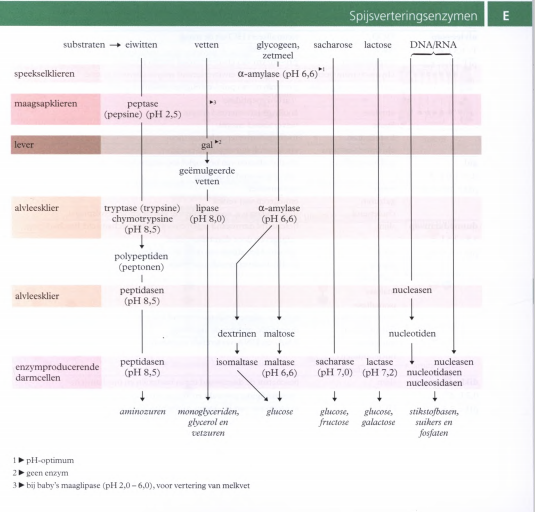 Spijsverteringsenzymen E
substraten → eiwitten vetten glycogeen, sacharose lactose DNA/RNA
zetmeel
speekselklieren α-amylase (pH 6,6)►1
maagsapklieren peptase ►3
(pepsine) (pH 2,5)
lever gal►2
geëmulgeerde
vetten
alvleesklier tryptase (trypsine) lipase α-amylase
chymotrypsine (pH 8,0) (pH 6,6)
(pH 8,5)
polypeptiden
(peptonen)
alvleesklier peptidasen nucleasen
(pH 8,5)
dextrinen maltose nucleotiden
enzymproducerende peptidasen isomaltase maltase sacharase lactase nucleasen
darmcellen (pH 8,5) (pH 6,6) (pH 7,0) (pH 7,2) nucleotidasen
nucleosidasen
aminozuren monoglyceriden, glucose glucose, glucose, stikstofbasen,
glycerol en fructose galactose suikers en
vetzuren fosfaten
1 ► pH-optimum
2 ► geen enzym
3 ► bij baby's maaglipase (pH 2,0 – 6,0), voor vertering van melkvet